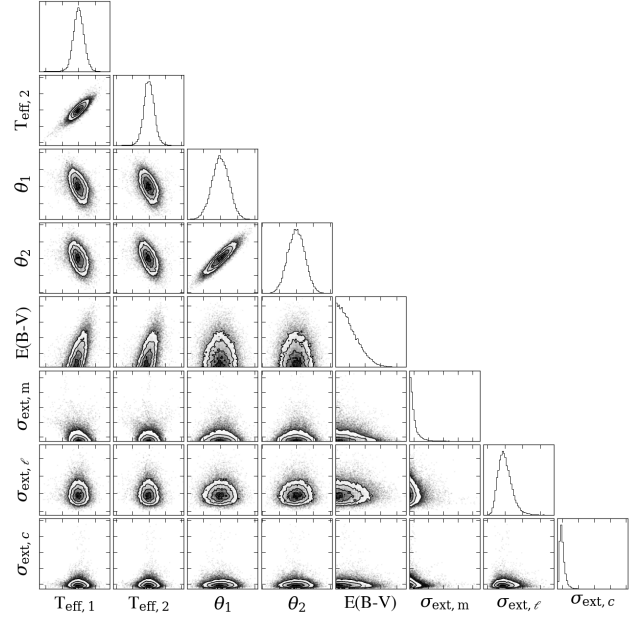 T_eff, 2
θ_1
θ_2
E(B-V)
σ_ext, m
σ_ext, ℓ
σ_ext, c
T_eff, 1 T_eff, 2 θ_1 θ_2 E(B-V) σ_ext, m σ_ext, ℓ σ_ext, c